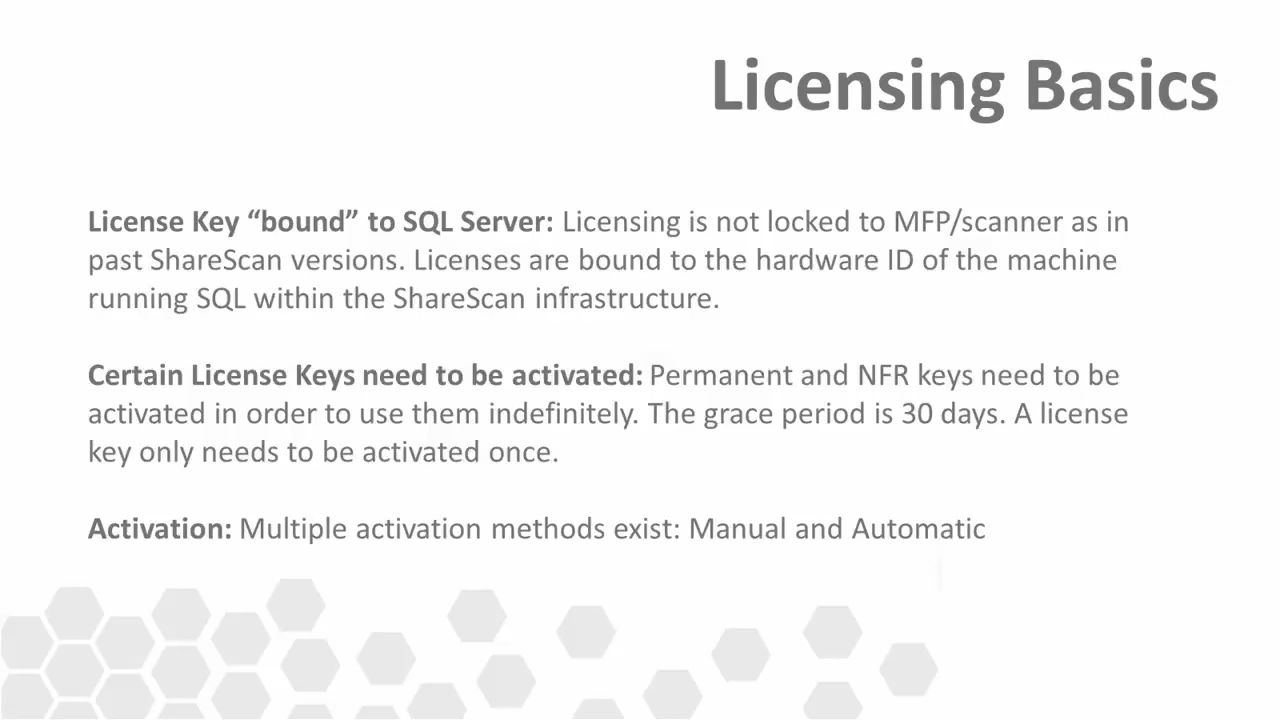 Licensing Basics
License Key “bound” to SQL Server: Licensing is not locked to MFP/scanner as in
past ShareScan versions. Licenses are bound to the hardware ID of the machine
running SQL within the ShareScan infrastructure.
Certain License Keys need to be activated: Permanent and NFR keys need to be
activated in order to use them indefinitely. The grace period is 30 days. A license
key only needs to be activated once.
Activation: Multiple activation methods exist: Manual and Automatic